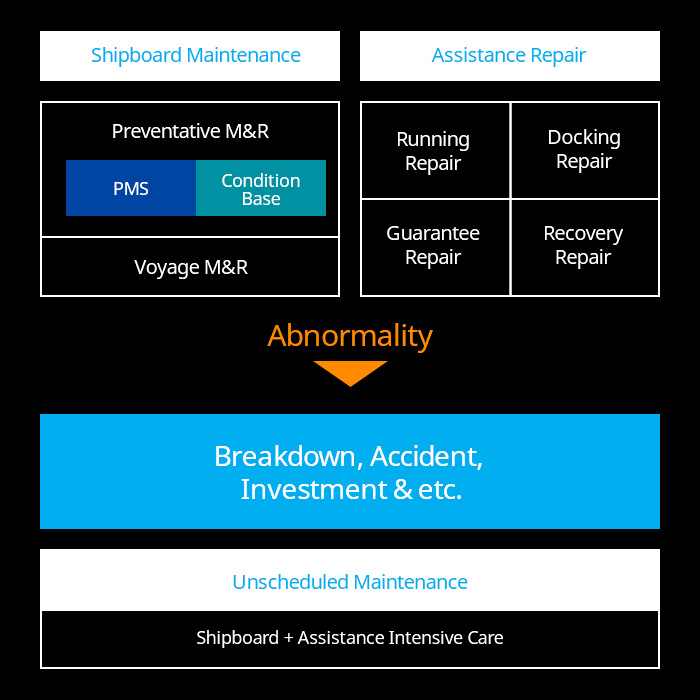 Shipboard Maintenance
Assistance Repair
Preventative M&R
PMS
Condition
Base
Voyage M&R
Running
Repair
Docking
Repair
Guarantee
Repair
Recovery
Repair
Abnormality
Breakdown, Accident,
Investment & etc.
Unscheduled Maintenance
Shipboard + Assistance Intensive Care